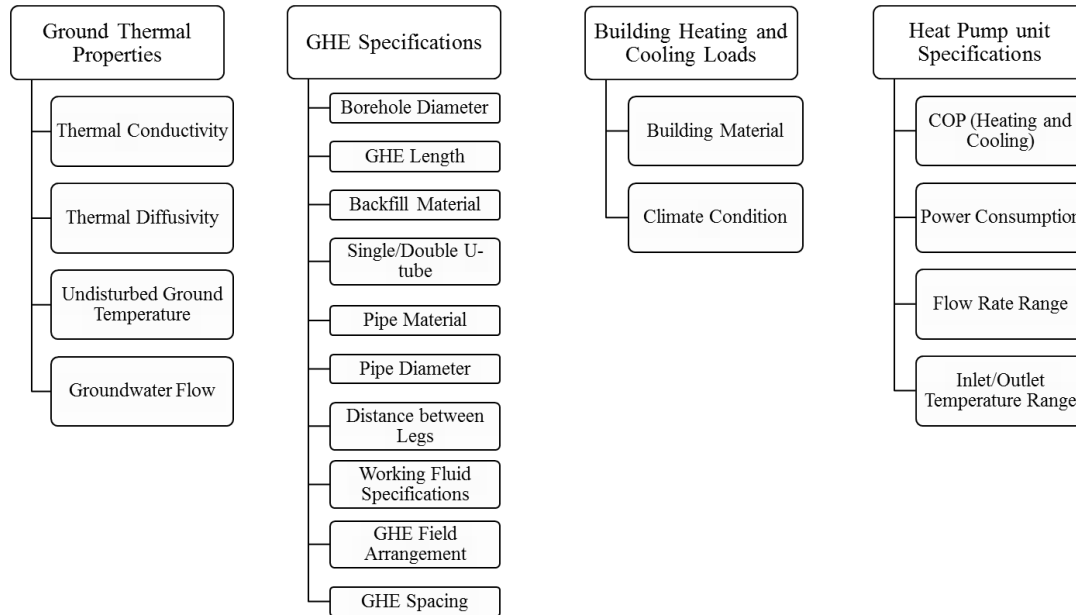 Ground Thermal
Properties
Thermal Conductivity
Thermal Diffusivity
Undisturbed Ground
Temperature
Groundwater Flow
GHE Specifications
Borehole Diameter
GHE Length
Backfill Material
Single/Double U-
tube
Pipe Material
Pipe Diameter
Distance between
Legs
Working Fluid
Specifications
GHE Field
Arrangement
GHE Spacing
Building Heating and
Cooling Loads
Building Material
Climate Condition
Heat Pump unit
Specifications
COP (Heating and
Cooling)
Power Consumption
Flow Rate Range
Inlet/Outlet
Temperature Range